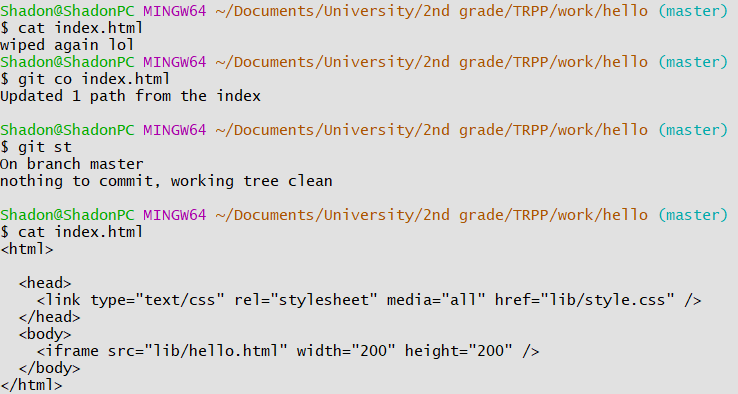 Shadon@ShadonPC MINGW64 ~/Documents/University/2nd grade/TRPP/work/hello (master)
$ cat index.html
wiped again lol
Shadon@ShadonPC MINGW64 ~/Documents/University/2nd grade/TRPP/work/hello (master)
$ git co index.html
Updated 1 path from the index

Shadon@ShadonPC MINGW64 ~/Documents/University/2nd grade/TRPP/work/hello (master)
$ git st
On branch master
nothing to commit, working tree clean

Shadon@ShadonPC MINGW64 ~/Documents/University/2nd grade/TRPP/work/hello (master)
$ cat index.html
<html>

  <head>
    <link type="text/css" rel="stylesheet" media="all" href="lib/style.css" />
  </head>
  <body>
    <iframe src="lib/hello.html" width="200" height="200" />
  </body>
</html>